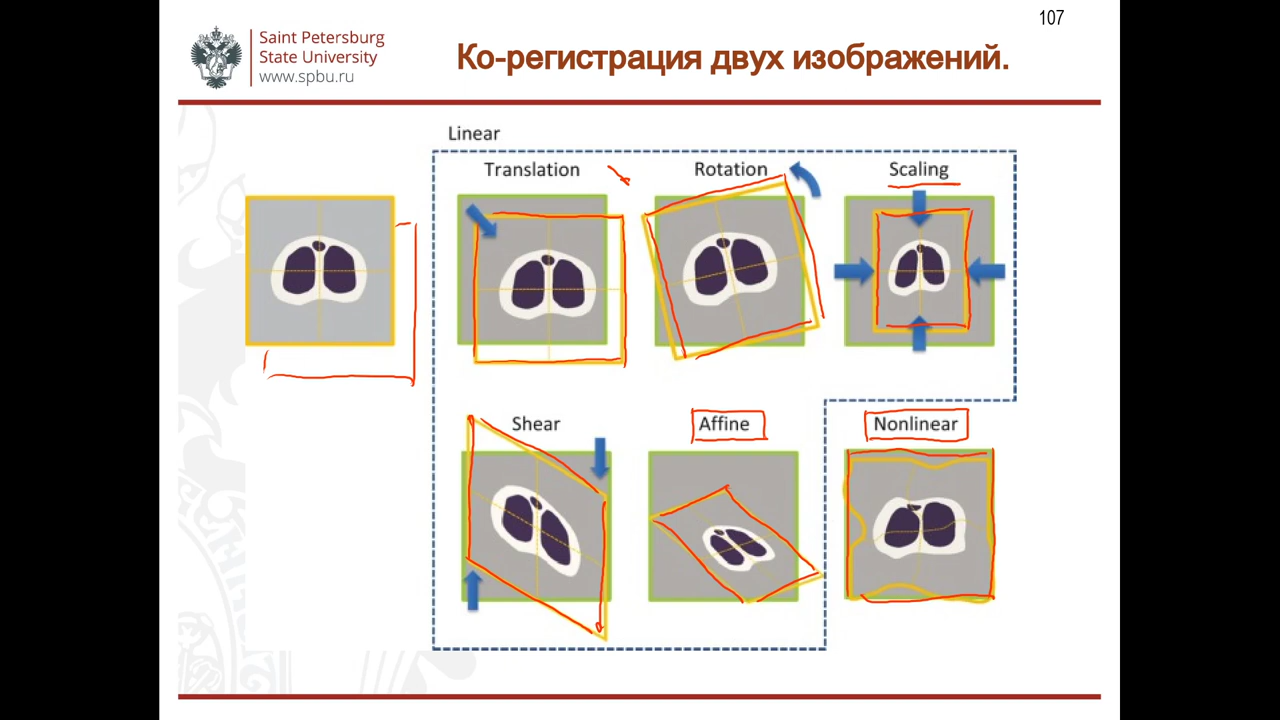 107
Saint Petersburg
State University
www.spbu.ru
Ко-регистрация двух изображений.
Linear
Translation
Rotation
Scaling
Shear
Affine
Nonlinear